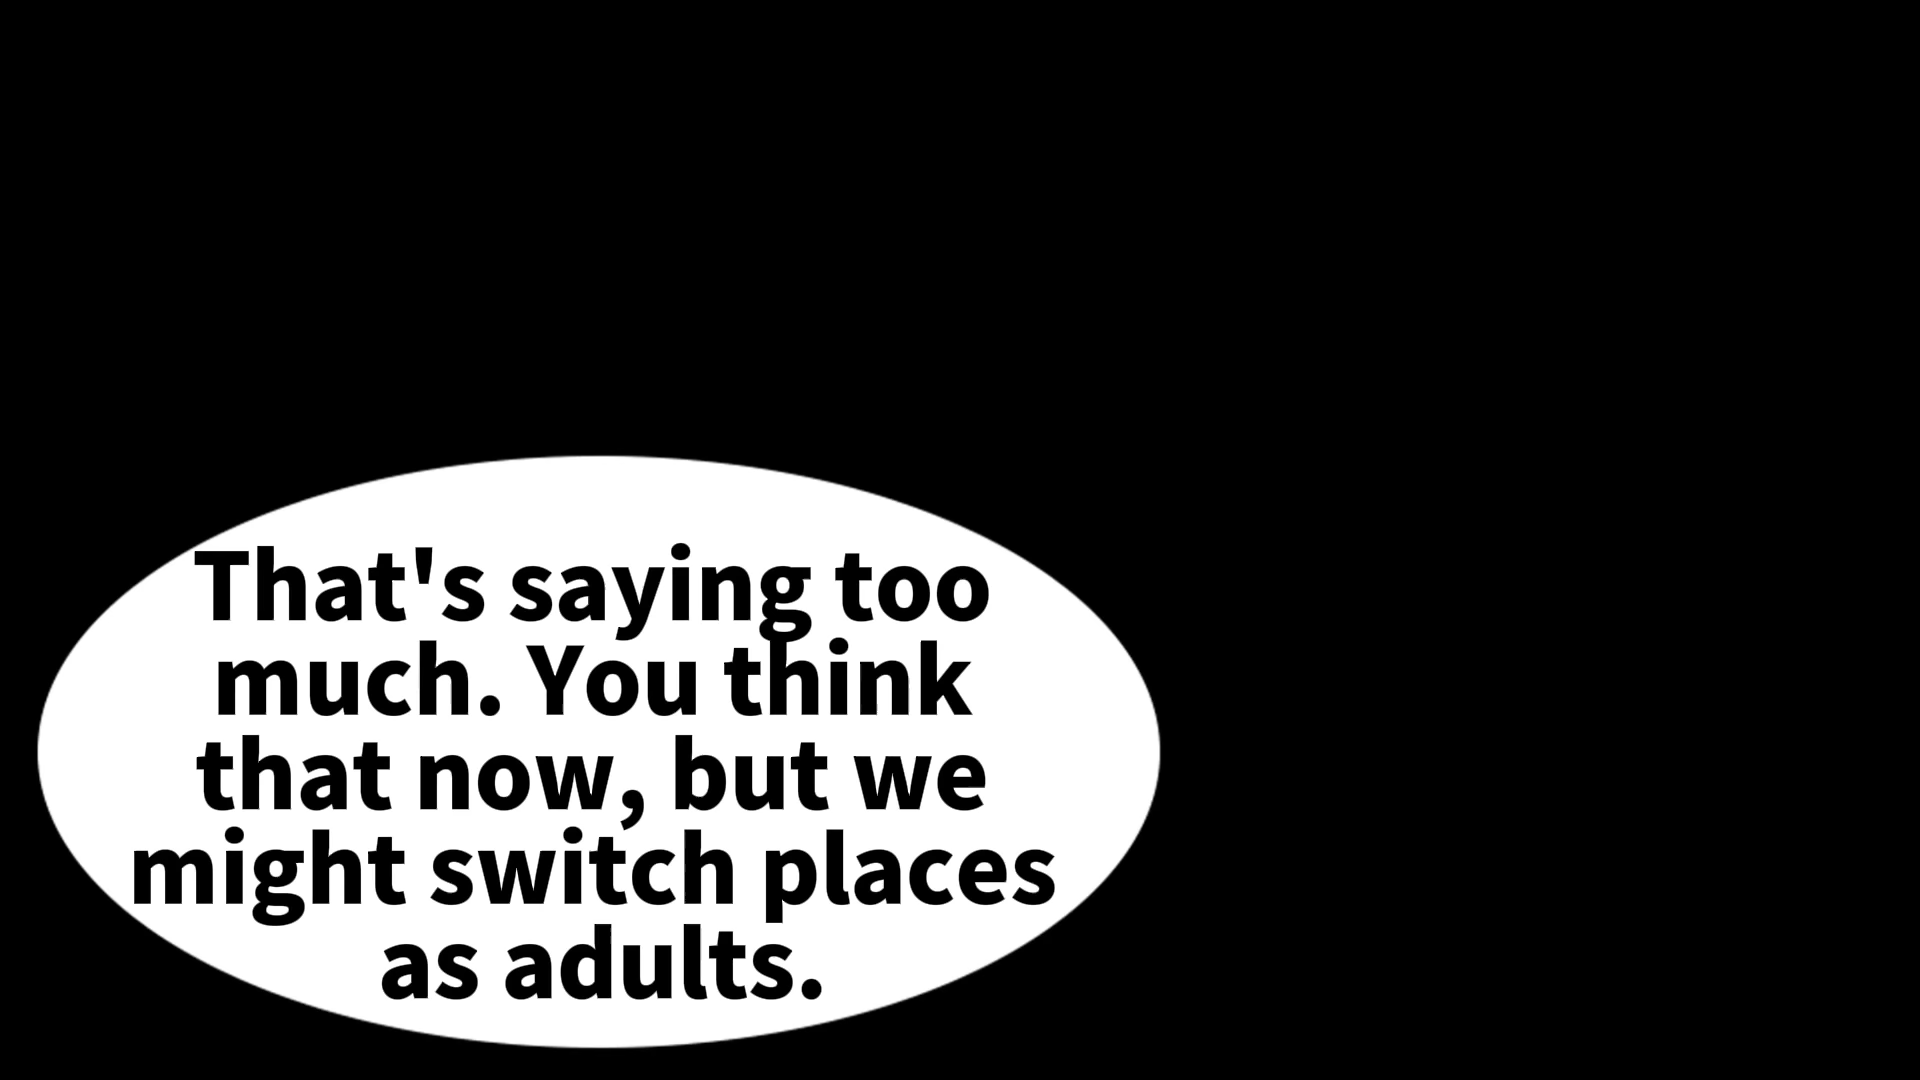 That's saying too
much. You think
that now, but we
might switch places
as adults.